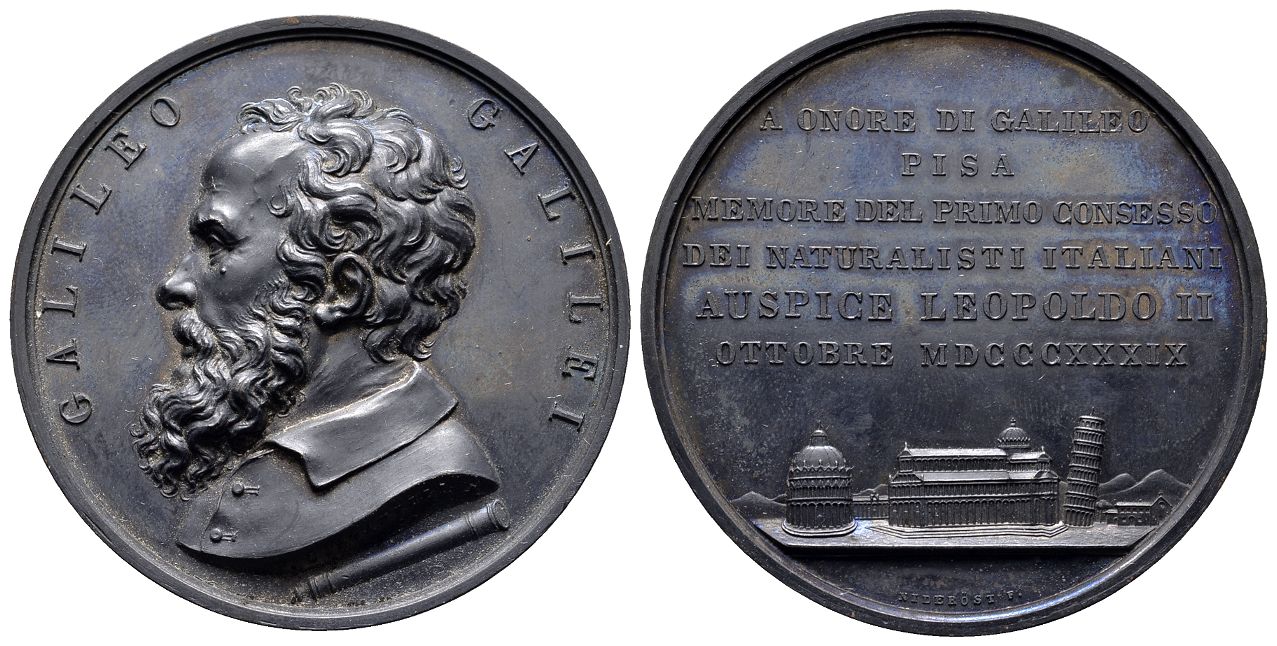 GALILEO GALILEI
A ONORE DI GALILEO
PISA
MEMORE DEL PRIMO CONSESSO
DEI NATURALISTI ITALIANI
AUSPICE LEOPOLDO II
OTTOBRE MDCCCXXXIX
NIDERÖST F.